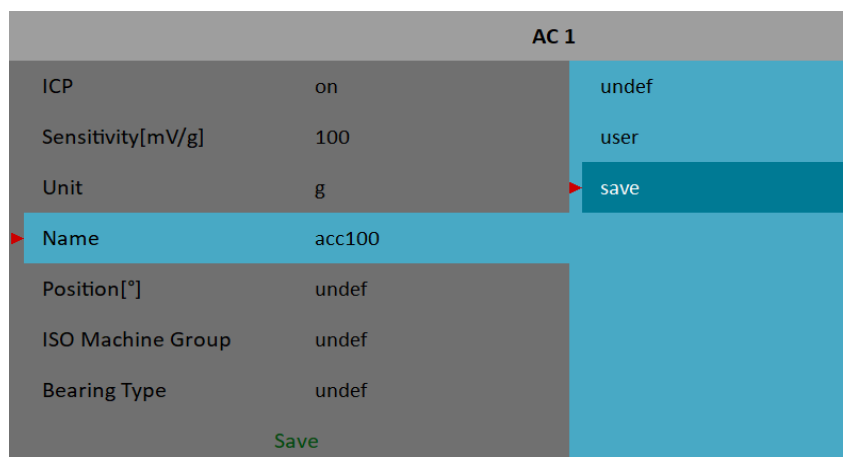 AC 1
ICP on undef
Sensitivity[mV/g] 100 user
Unit g save
Name acc100
Position[°] undef
ISO Machine Group undef
Bearing Type undef
Save